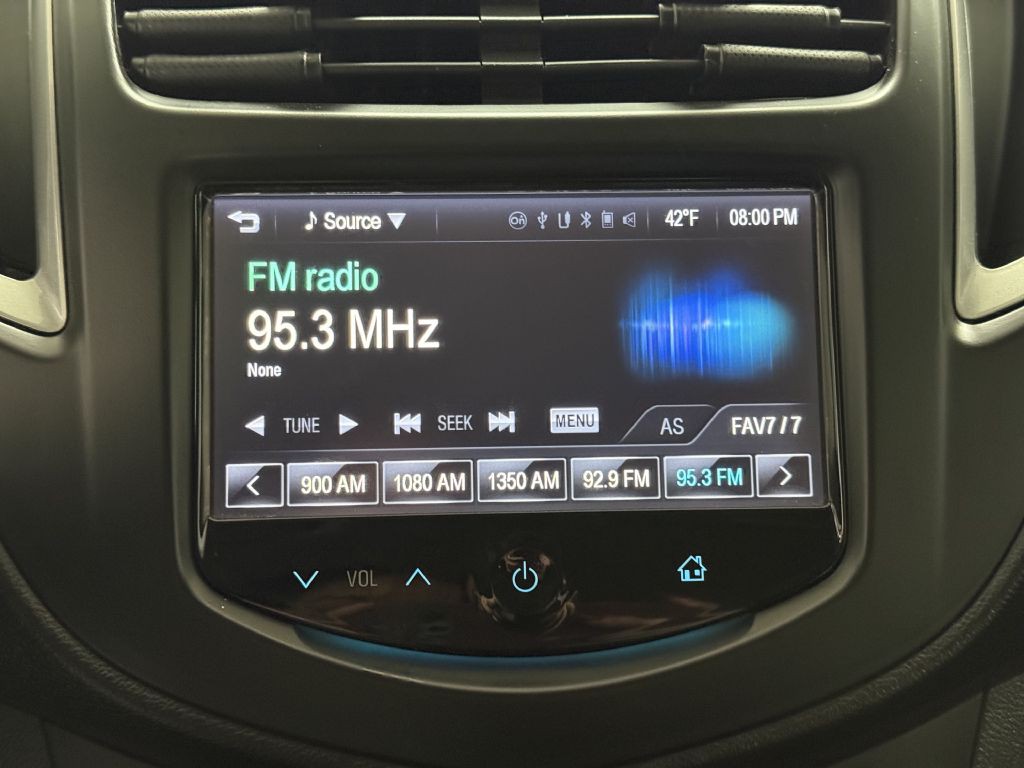 Source 42°F 08:00 PM
FM radio
95.3 MHz
None
TUNE SEEK MENU AS FAV7 / 7
900 AM 1080 AM 1350 AM 92.9 FM 95.3 FM
VOL